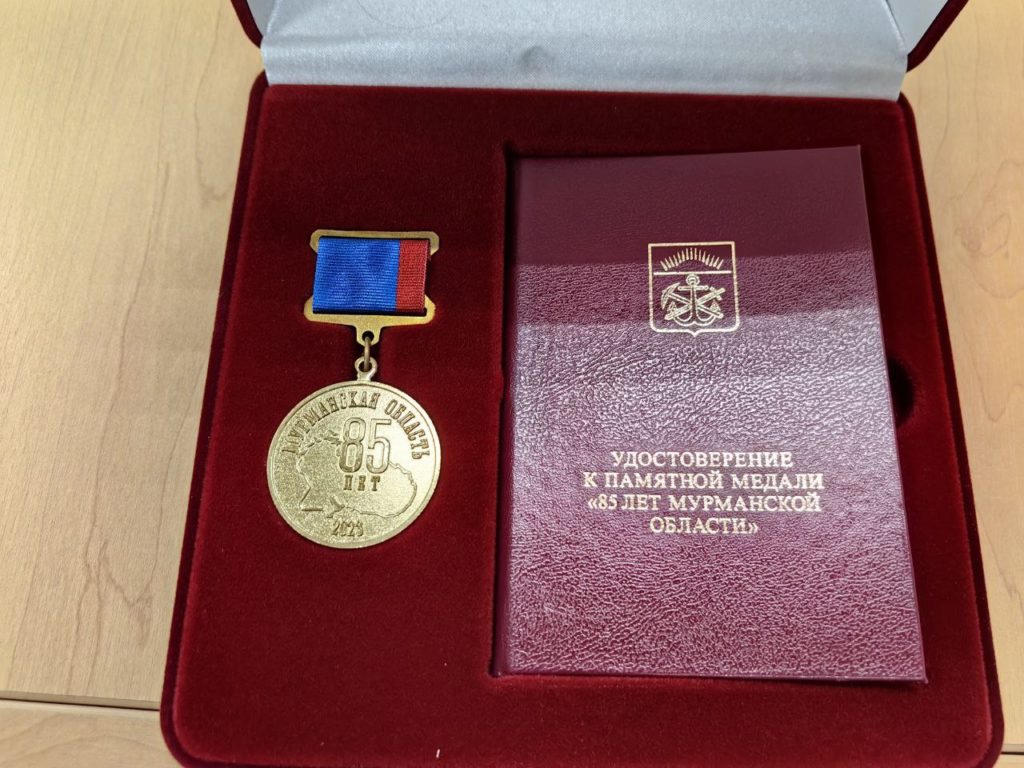 МУРМАНСКАЯ ОБЛАСТЬ
85
ЛЕТ
2023
УДОСТОВЕРЕНИЕ
К ПАМЯТНОЙ МЕДАЛИ
«85 ЛЕТ МУРМАНСКОЙ
ОБЛАСТИ»